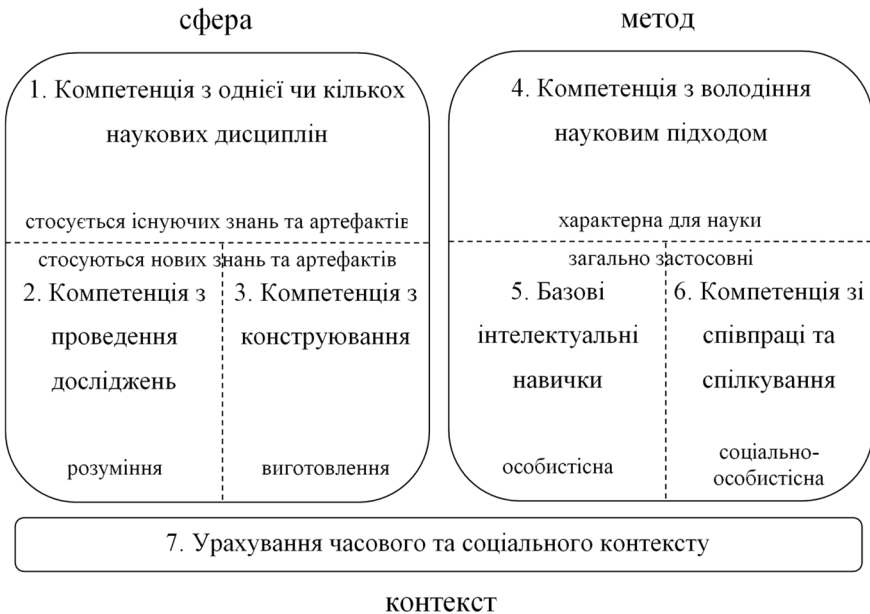 сфера
1. Компетенція з однієї чи кількох
наукових дисциплін
стосується існуючих знань та артефактів
стосуються нових знань та артефактів
2. Компетенція з
проведення
досліджень
розуміння
3. Компетенція з
конструювання
виготовлення
метод
4. Компетенція з володіння
науковим підходом
характерна для науки
загально застосовні
5. Базові
інтелектуальні
навички
особистісна
6. Компетенція зі
співпраці та
спілкування
соціально-
особистісна
7. Урахування часового та соціального контексту
контекст